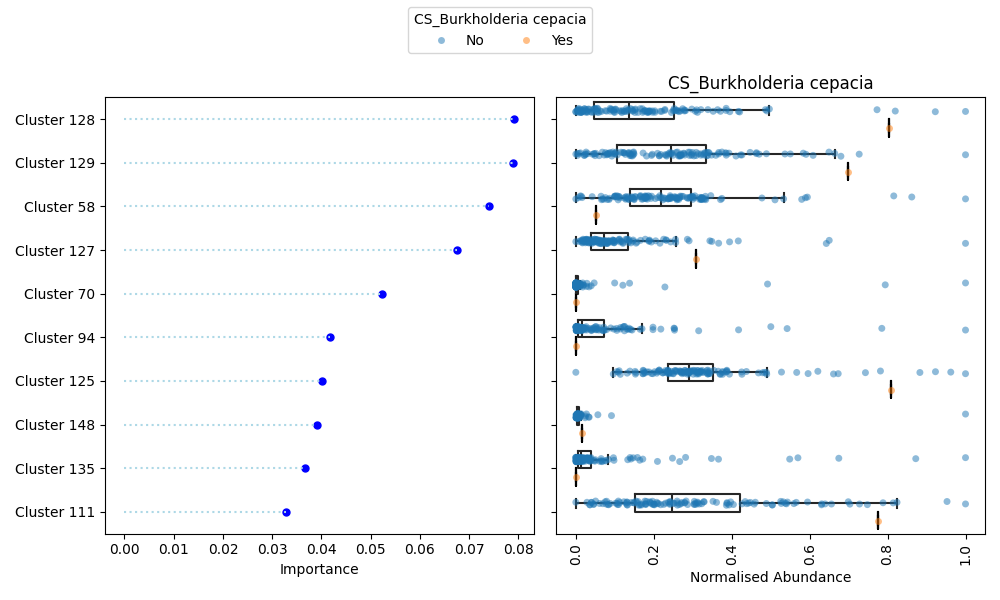 CS_Burkholderia cepacia
No Yes
CS_Burkholderia cepacia
Cluster 128
Cluster 129
Cluster 58
Cluster 127
Cluster 70
Cluster 94
Cluster 125
Cluster 148
Cluster 135
Cluster 111
0.00 0.01 0.02 0.03 0.04 0.05 0.06 0.07 0.08
Importance
0.0 0.2 0.4 0.6 0.8 1.0
Normalised Abundance